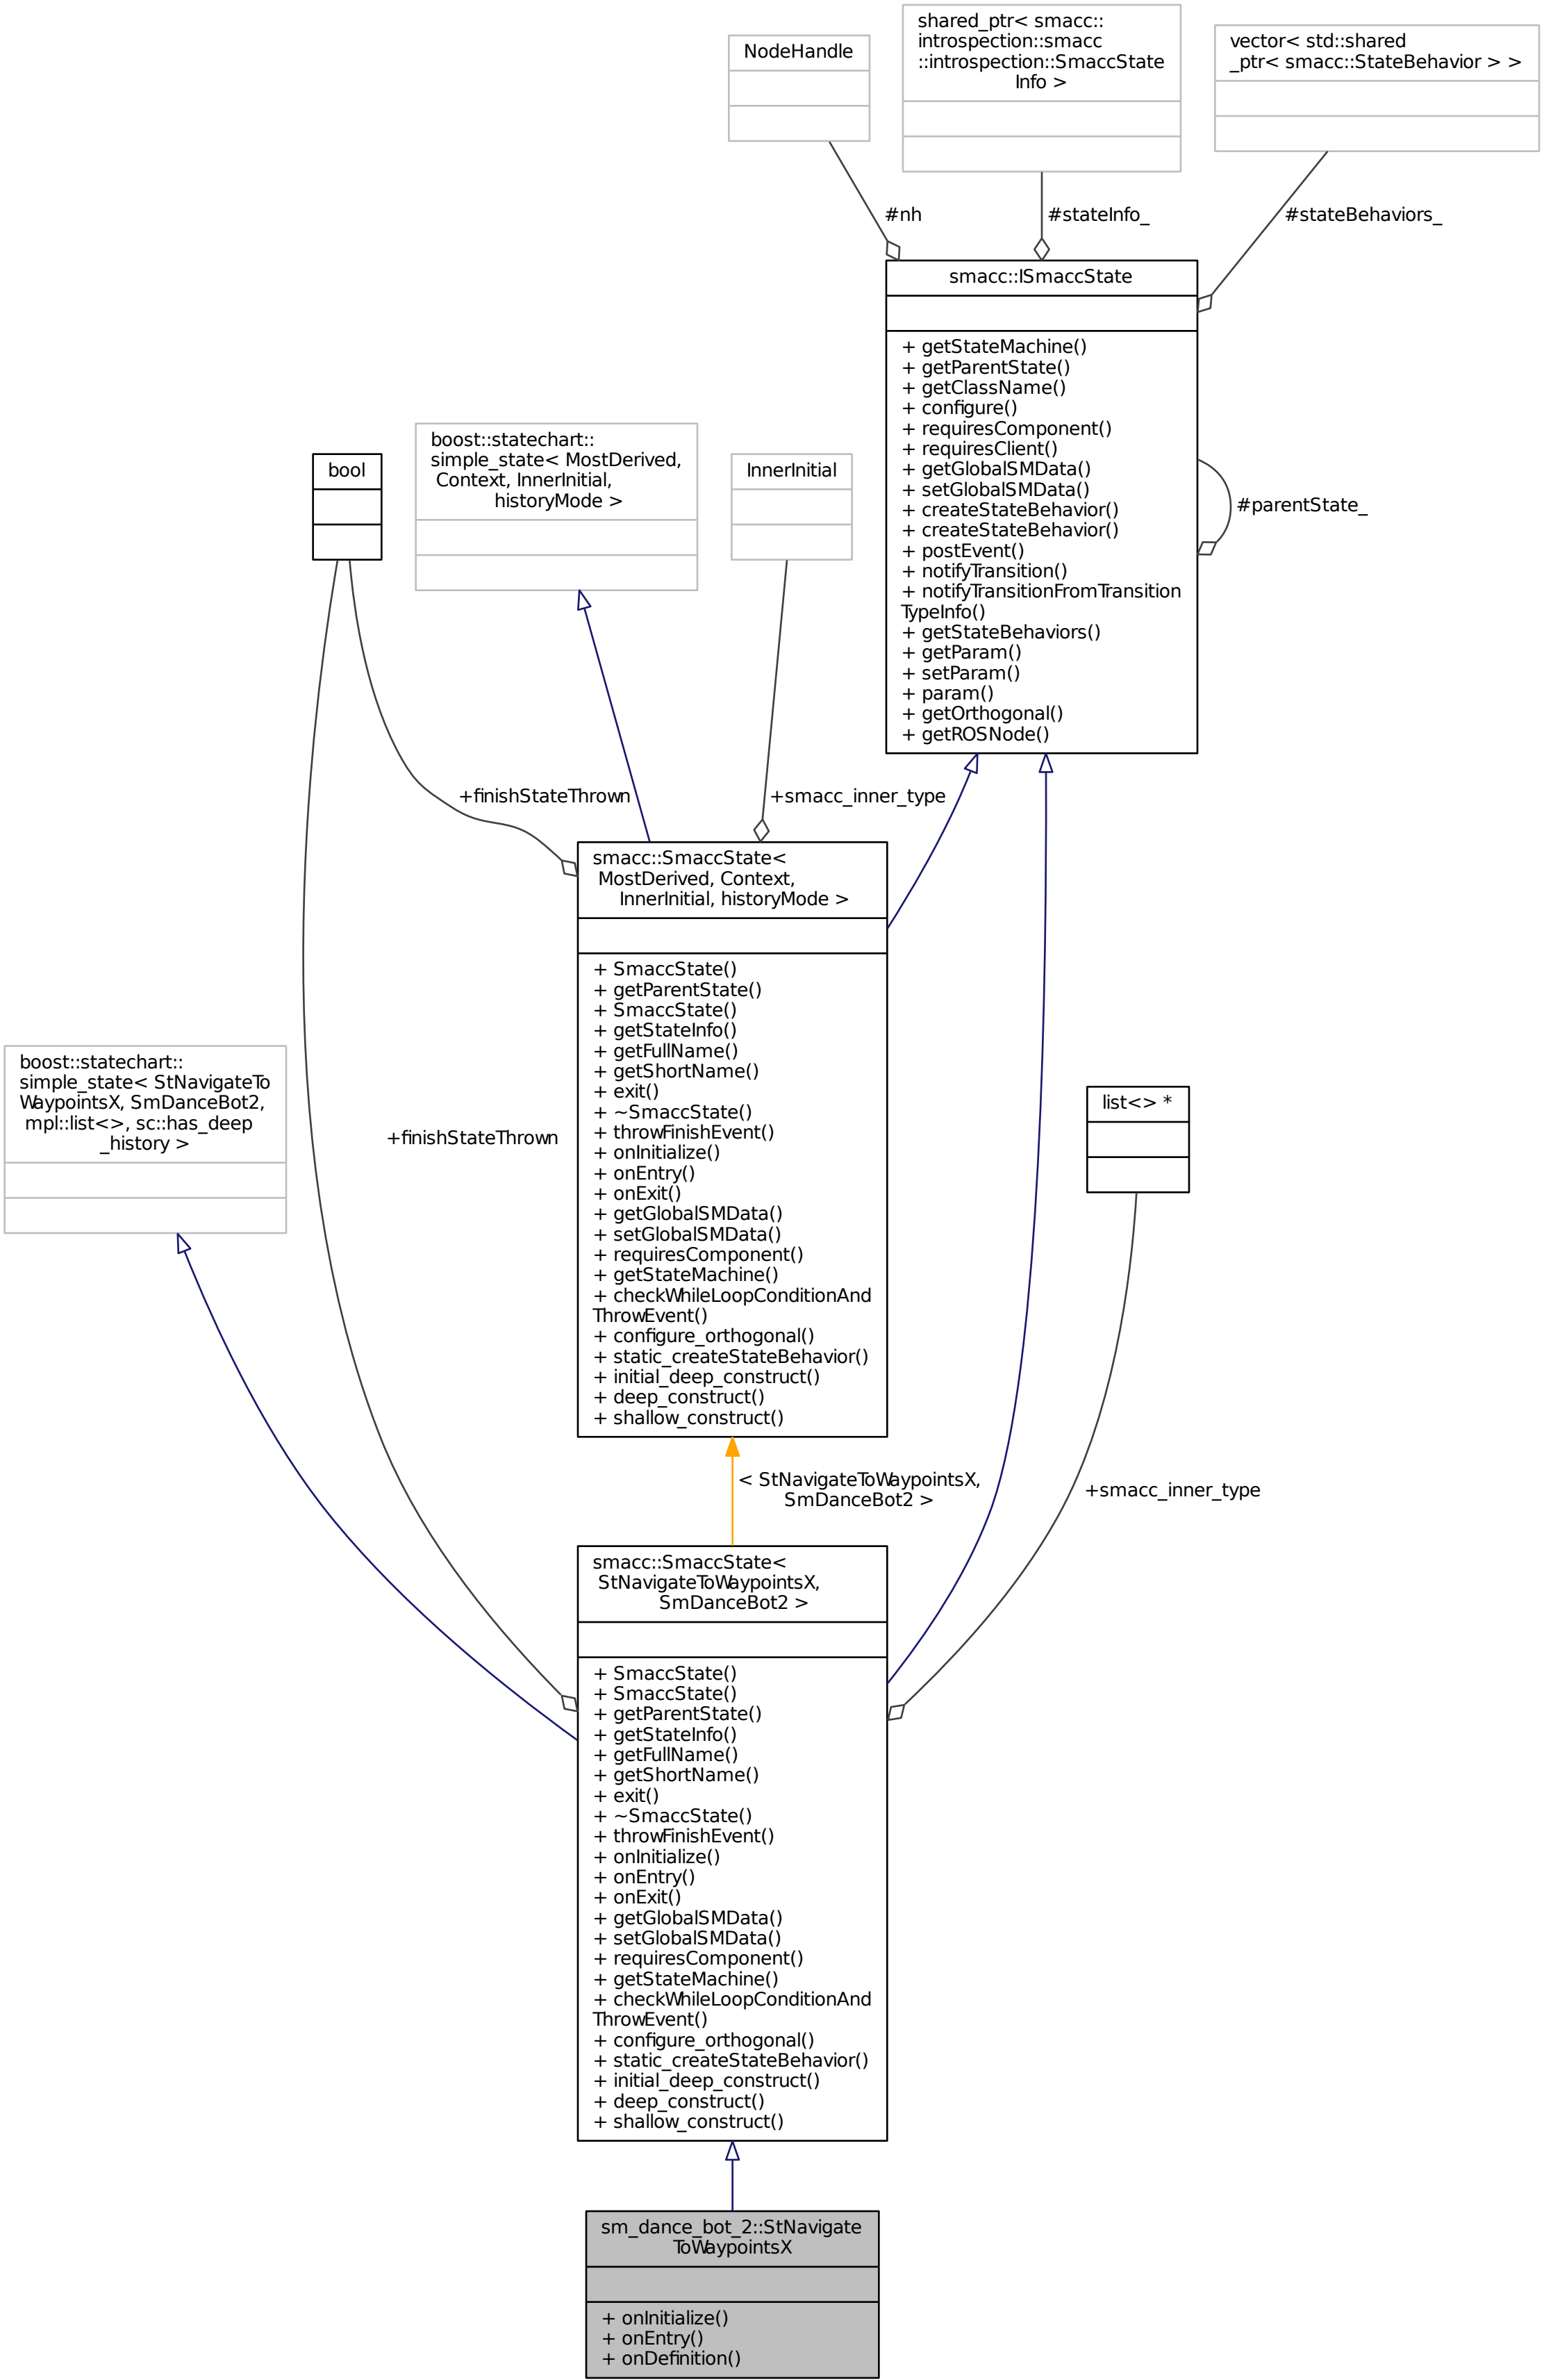 NodeHandle
shared_ptr< smacc::
introspection::smacc
::introspection::SmaccState
Info >
vector< std::shared
_ptr< smacc::StateBehavior > >
#nh
#stateInfo_
#stateBehaviors_
smacc::ISmaccState
+ getStateMachine()
+ getParentState()
+ getClassName()
+ configure()
+ requiresComponent()
+ requiresClient()
+ getGlobalSMData()
+ setGlobalSMData()
+ createStateBehavior()
+ createStateBehavior()
+ postEvent()
+ notifyTransition()
+ notifyTransitionFromTransition
TypeInfo()
+ getStateBehaviors()
+ getParam()
+ setParam()
+ param()
+ getOrthogonal()
+ getROSNode()
#parentState_
bool
boost::statechart::
simple_state< MostDerived,
Context, InnerInitial,
historyMode >
InnerInitial
+finishStateThrown
+smacc_inner_type
smacc::SmaccState<
MostDerived, Context,
InnerInitial, historyMode >
+ SmaccState()
+ getParentState()
+ SmaccState()
+ getStateInfo()
+ getFullName()
+ getShortName()
+ exit()
+ ~SmaccState()
+ throwFinishEvent()
+ onInitialize()
+ onEntry()
+ onExit()
+ getGlobalSMData()
+ setGlobalSMData()
+ requiresComponent()
+ getStateMachine()
+ checkWhileLoopConditionAnd
ThrowEvent()
+ configure_orthogonal()
+ static_createStateBehavior()
+ initial_deep_construct()
+ deep_construct()
+ shallow_construct()
boost::statechart::
simple_state< StNavigateTo
WaypointsX, SmDanceBot2,
mpl::list<>, sc::has_deep
_history >
+finishStateThrown
list<> *
< StNavigateToWaypointsX,
SmDanceBot2 >
+smacc_inner_type
smacc::SmaccState<
StNavigateToWaypointsX,
SmDanceBot2 >
+ SmaccState()
+ SmaccState()
+ getParentState()
+ getStateInfo()
+ getFullName()
+ getShortName()
+ exit()
+ ~SmaccState()
+ throwFinishEvent()
+ onInitialize()
+ onEntry()
+ onExit()
+ getGlobalSMData()
+ setGlobalSMData()
+ requiresComponent()
+ getStateMachine()
+ checkWhileLoopConditionAnd
ThrowEvent()
+ configure_orthogonal()
+ static_createStateBehavior()
+ initial_deep_construct()
+ deep_construct()
+ shallow_construct()
sm_dance_bot_2::StNavigate
ToWaypointsX
+ onInitialize()
+ onEntry()
+ onDefinition()